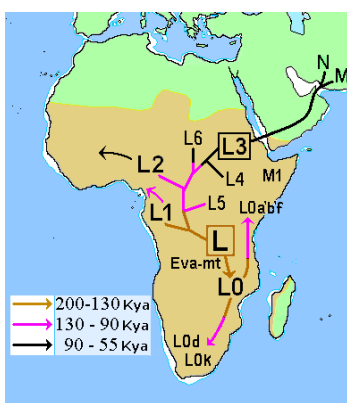 N
M
L6
L3
L2
L4
M1
L5
L0abf
L1
L
Eva-mt
L0
200-130 Kya
130 - 90 Kya
90 - 55 Kya
L0d
L0k